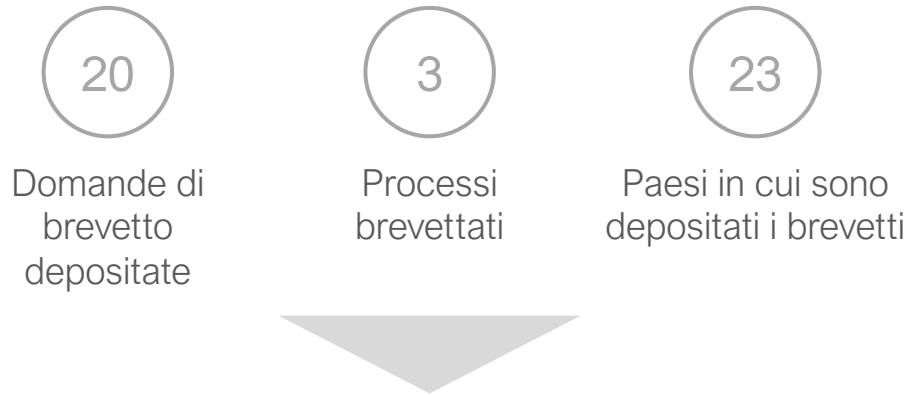 20
Domande di
brevetto
depositate
3
Processi
brevettati
23
Paesi in cui sono
depositati i brevetti